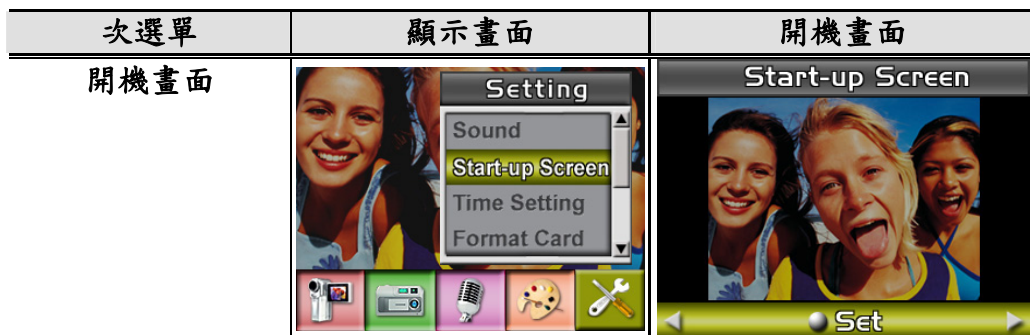 次選單 顯示畫面 開機畫面
開機畫面
Setting
Sound
Start-up Screen
Time Setting
Format Card
Start-up Screen
Set